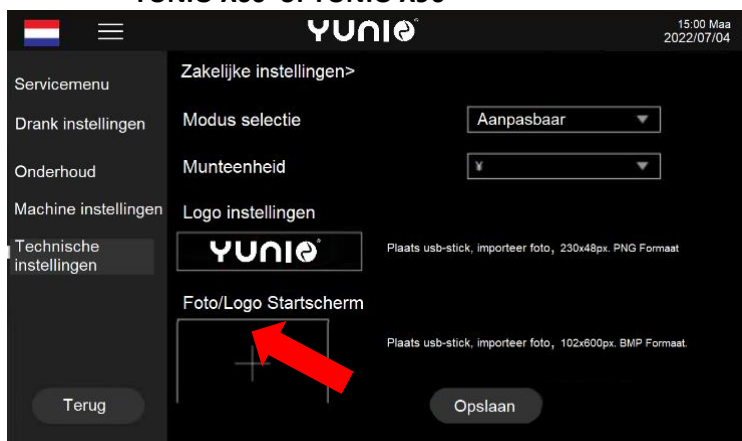 YUNIO
15:00 Maa
2022/07/04
Servicemenu
Drank instellingen
Onderhoud
Machine instellingen
Technische
instellingen
Terug
Zakelijke instellingen>
Modus selectie
Aanpasbaar
Munteenheid
¥
Logo instellingen
YUNIO
Plaats usb-stick, importeer foto, 230x48px. PNG Formaat
Foto/Logo Startscherm
Plaats usb-stick, importeer foto, 102x600px. BMP Formaat.
Opslaan